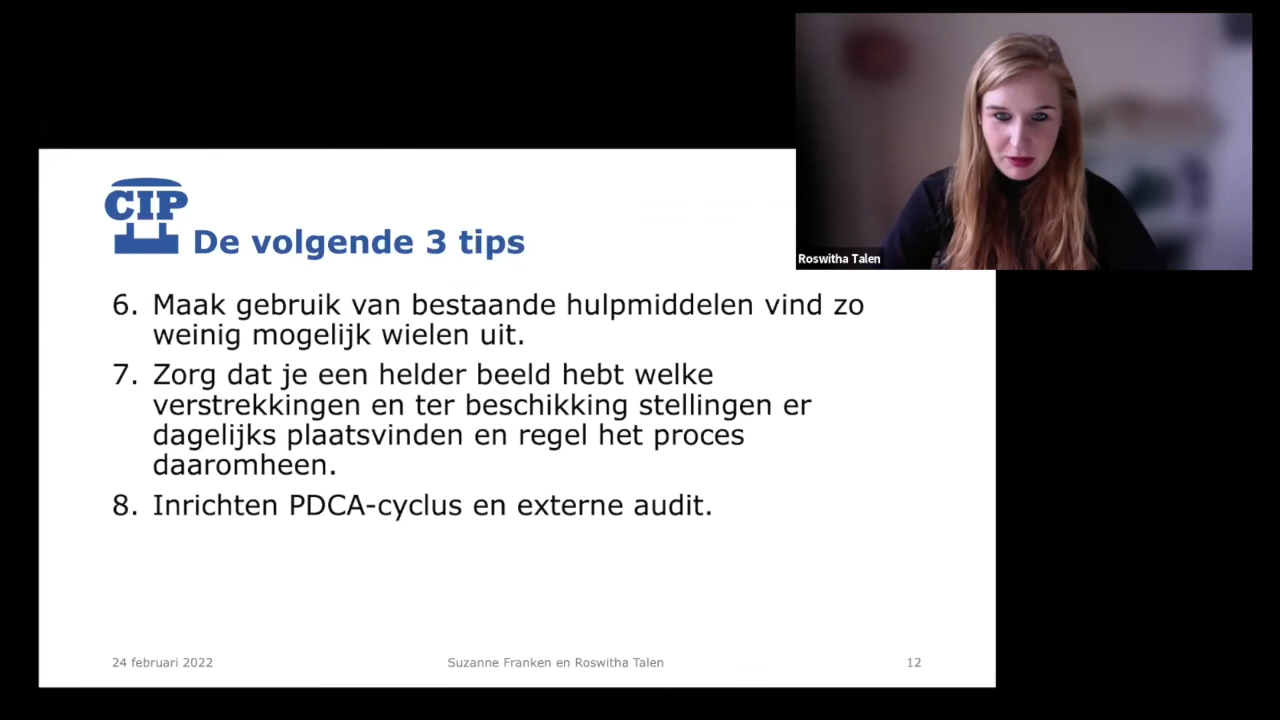 CIP
De volgende 3 tips
6. Maak gebruik van bestaande hulpmiddelen vind zo
weinig mogelijk wielen uit.
7. Zorg dat je een helder beeld hebt welke
verstrekkingen en ter beschikking stellingen er
dagelijks plaatsvinden en regel het proces
daaromheen.
8. Inrichten PDCA-cyclus en externe audit.
24 februari 2022
Suzanne Franken en Roswitha Talen
12
Roswitha Talen